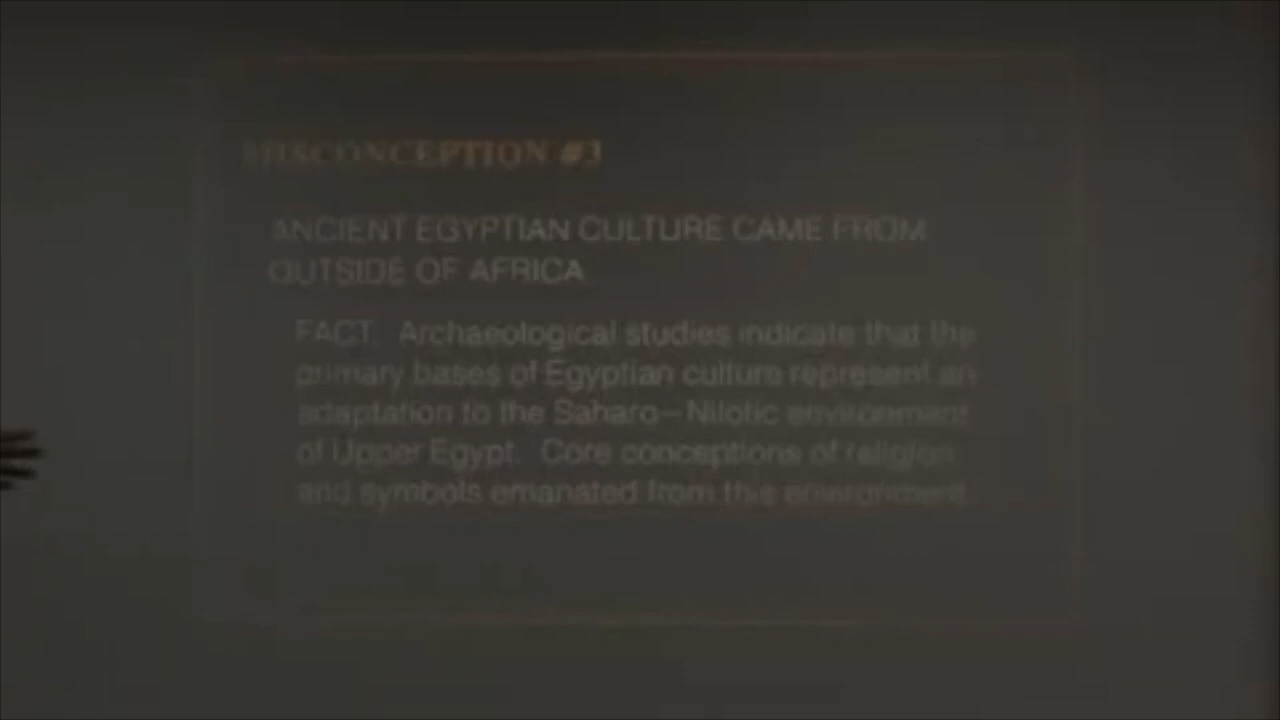 MISCONCEPTION #3
ANCIENT EGYPTIAN CULTURE CAME FROM
OUTSIDE OF AFRICA
FACT: Archaeological studies indicate that the
primary bases of Egyptian culture represent an
adaptation to the Saharo-Nilotic environment
of Upper Egypt. Core conceptions of religion
and symbols emanated from this environment.